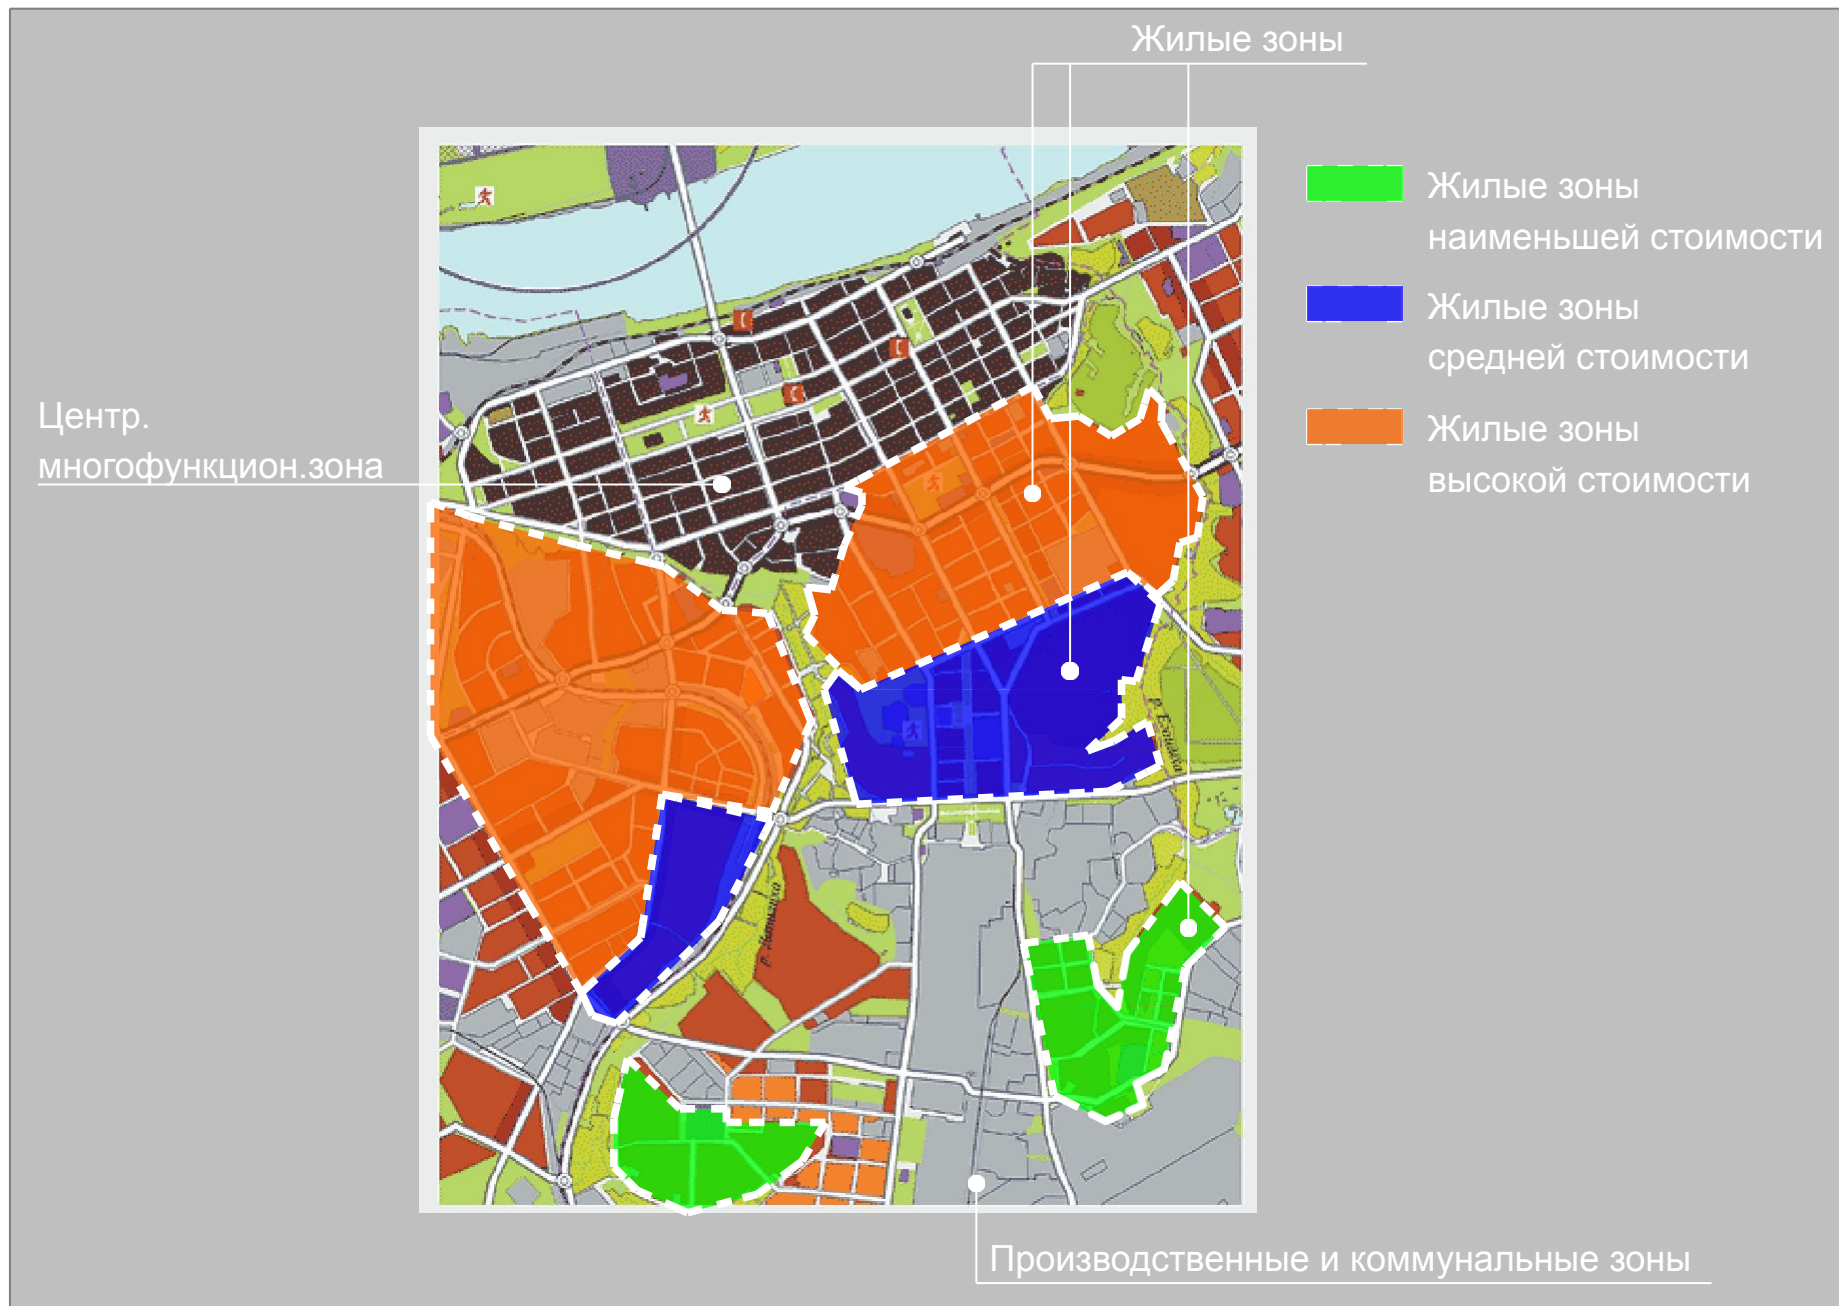 Жилые зоны
Жилые зоны
наименьшей стоимости
Жилые зоны
средней стоимости
Центр.
многофункцион.зона
Жилые зоны
высокой стоимости
Производственные и коммунальные зоны